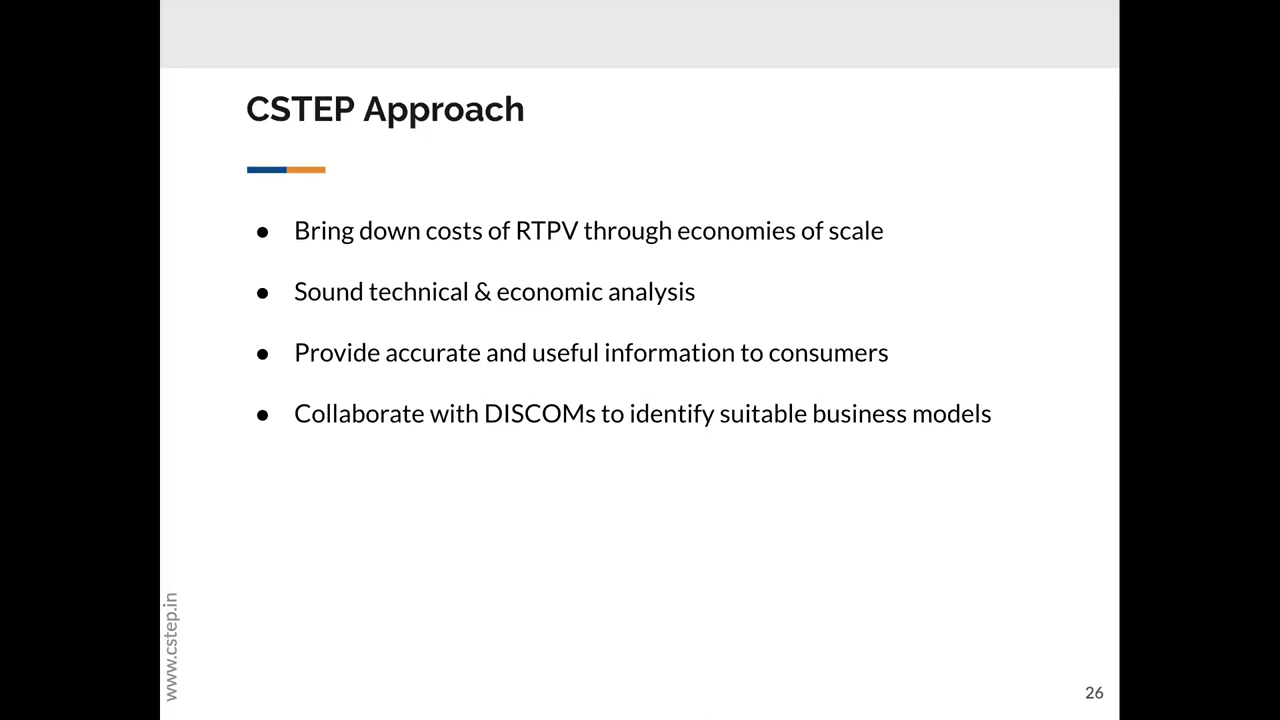 CSTEP Approach
● Bring down costs of RTPV through economies of scale
● Sound technical & economic analysis
● Provide accurate and useful information to consumers
● Collaborate with DISCOMs to identify suitable business models
www.cstep.in
26